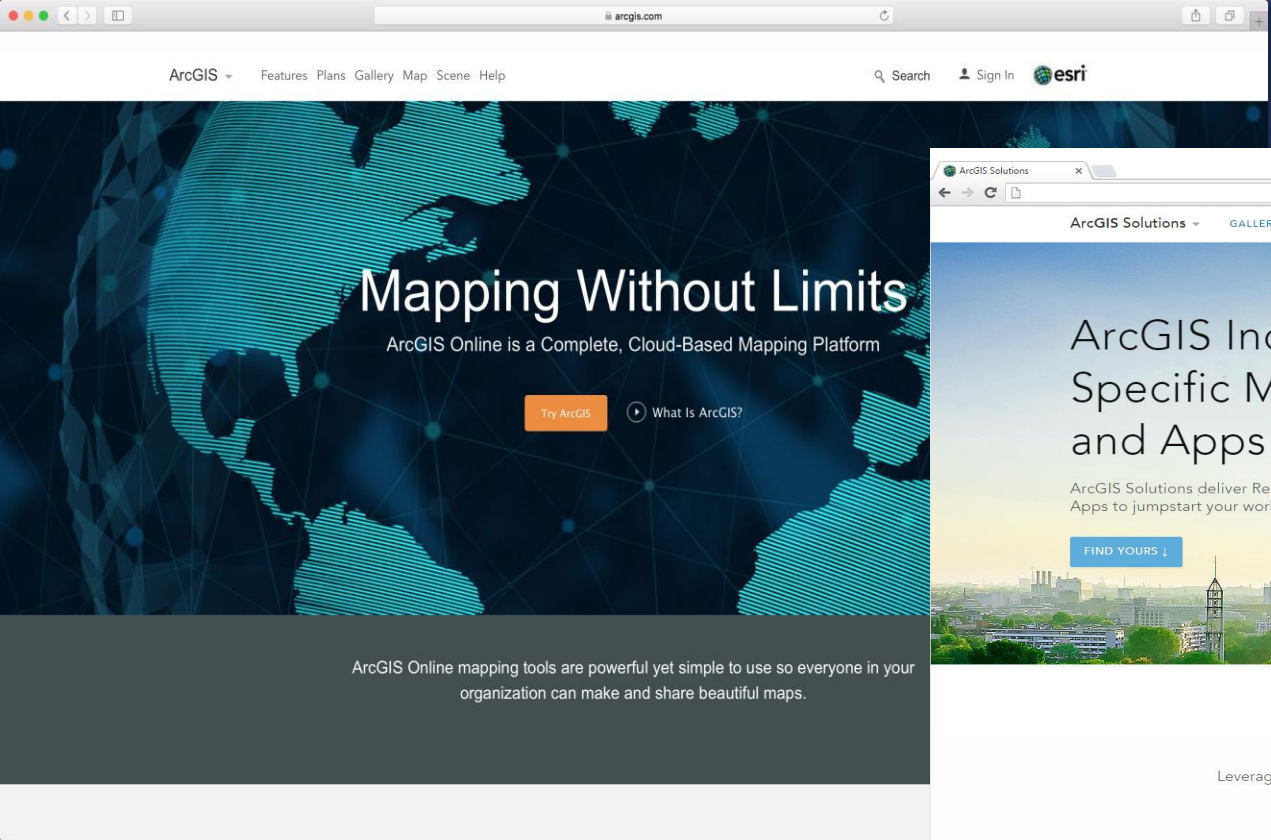 arcgis.com
ArcGIS Features Plans Gallery Map Scene Help Search Sign In esri
Mapping Without Limits
ArcGIS Online is a Complete, Cloud-Based Mapping Platform
Try ArcGIS What Is ArcGIS?
ArcGIS Online mapping tools are powerful yet simple to use so everyone in your
organization can make and share beautiful maps.
ArcGIS Solutions
ArcGIS Solutions GALLER
ArcGIS Ind
Specific M
and Apps
ArcGIS Solutions deliver Re
Apps to jumpstart your wor
FIND YOURS ↓
Leverag